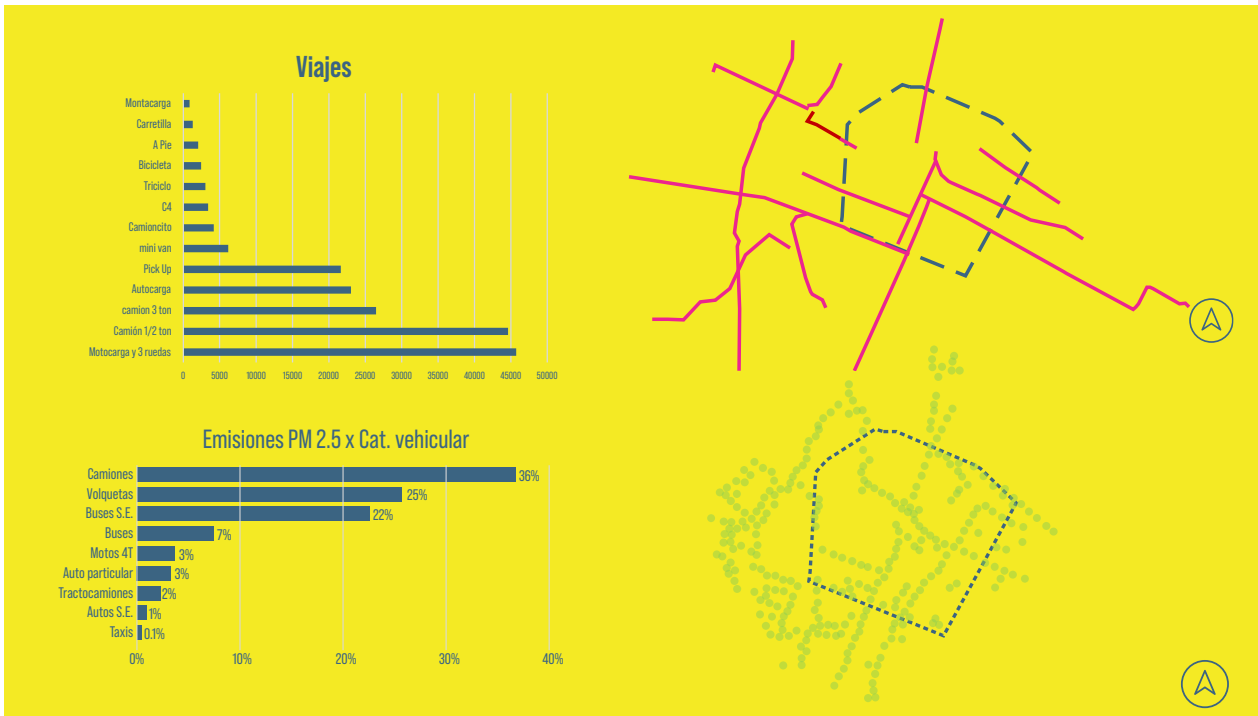 Viajes
Montacarga
Carretilla
A Pie
Bicicleta
Triciclo
C4
Camioncito
mini van
Pick Up
Autocarga
camion 3 ton
Camión 1/2 ton
Motocarga y 3 ruedas
0 5000 10000 15000 20000 25000 30000 35000 40000 45000 50000
Emisiones PM 2.5 x Cat. vehicular
Camiones 36%
Volquetas 25%
Buses S.E. 22%
Buses 7%
Motos 4T 3%
Auto particular 3%
Tractocamiones 2%
Autos S.E. 1%
Taxis 0.1%
0% 10% 20% 30% 40%